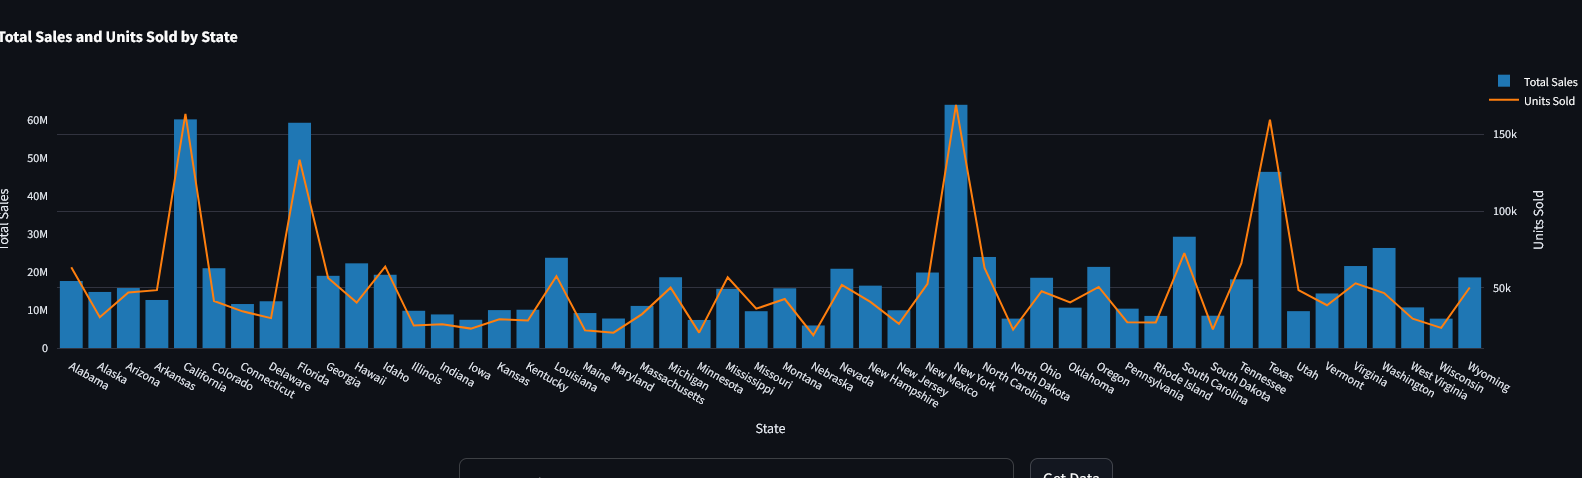 Total Sales and Units Sold by State
Total Sales
Units Sold
60M
50M
40M
30M
20M
10M
0
Total Sales
150k
100k
50k
Units Sold
Alabama
Alaska
Arizona
Arkansas
California
Colorado
Connecticut
Delaware
Florida
Georgia
Hawaii
Idaho
Illinois
Indiana
Iowa
Kansas
Kentucky
Louisiana
Maine
Maryland
Massachusetts
Michigan
Minnesota
Mississippi
Missouri
Montana
Nebraska
Nevada
New Hampshire
New Jersey
New Mexico
New York
North Carolina
North Dakota
Ohio
Oklahoma
Oregon
Pennsylvania
Rhode Island
South Carolina
South Dakota
Tennessee
Texas
Utah
Vermont
Virginia
Washington
West Virginia
Wisconsin
Wyoming
State
Get Data